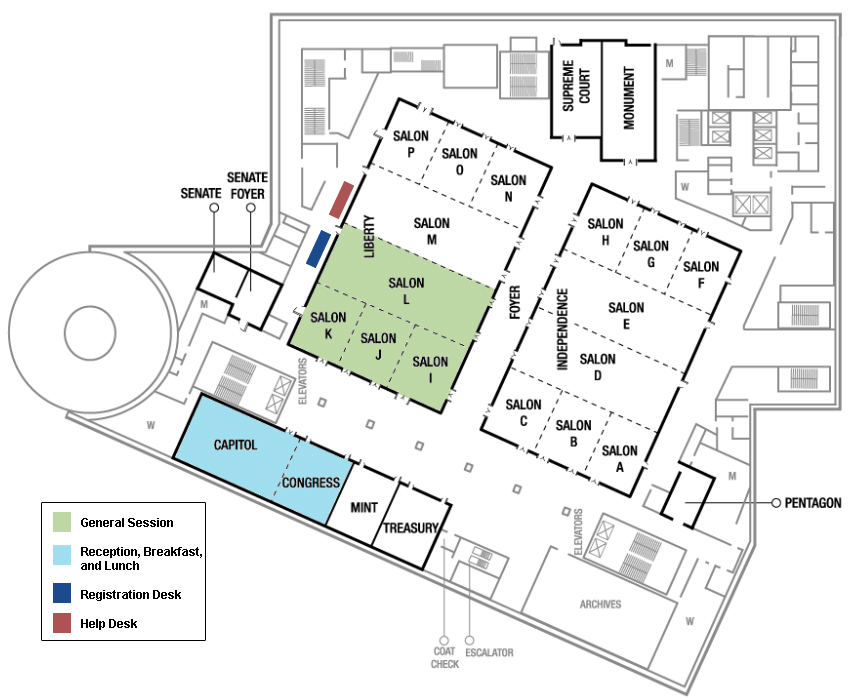 SUPREME
COURT
MONUMENT
M
SALON
P
SALON
O
SALON
N
SENATE
SENATE
FOYER
W
LIBERTY
SALON
M
SALON
H
SALON
G
SALON
F
SALON
L
FOYER
INDEPENDENCE
SALON
E
M
SALON
K
SALON
J
SALON
I
SALON
D
ELEVATORS
SALON
C
SALON
B
SALON
A
W
CAPITOL
CONGRESS
MINT
TREASURY
M
PENTAGON
ELEVATORS
ARCHIVES
W
COAT
CHECK
ESCALATOR
General Session
Reception, Breakfast,
and Lunch
Registration Desk
Help Desk